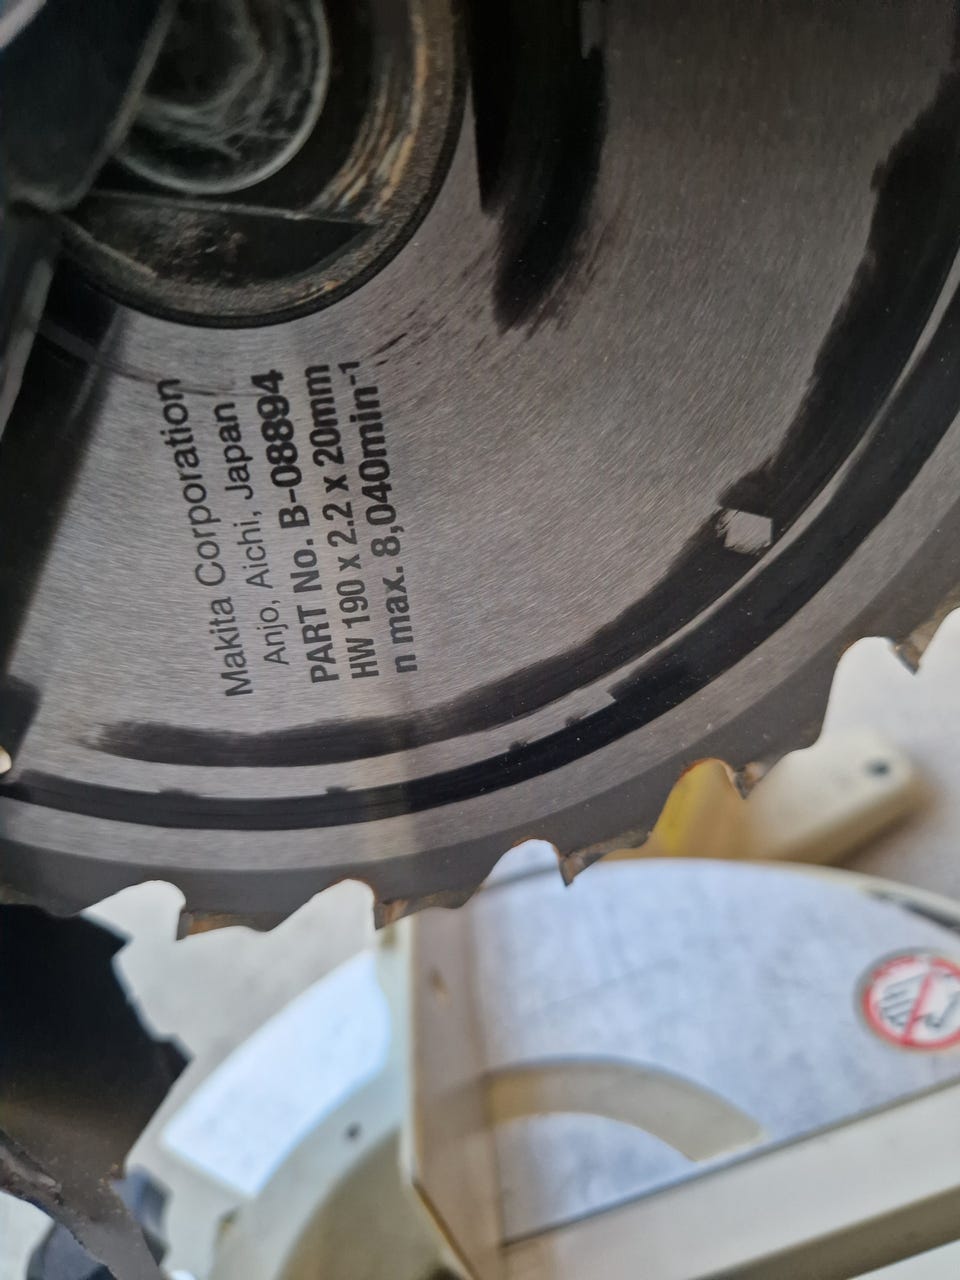 Makita Corporation
Anjo, Aichi, Japan
PART No. B-08894
HW 190 x 2.2 x 20mm
n max. 8,040min⁻¹